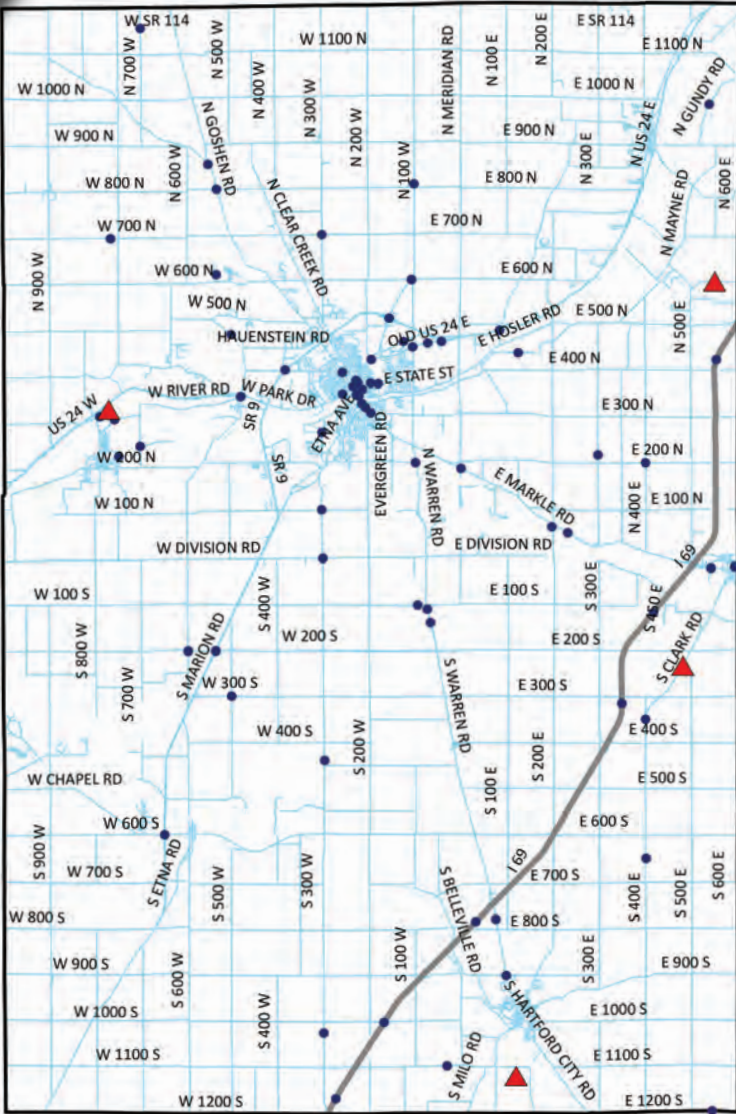 W SR 114
E SR 114
W 1100 N
E 1100 N
N 700 W
N 500 W
N 400 W
N 300 W
N MERIDIAN RD
N 100 E
N 200 E
W 1000 N
E 1000 N
N GUNDY RD
W 900 N
N GOSHEN RD
N 200 W
E 900 N
N US 24 E
N 300 E
N 600 W
W 800 N
N 100 W
E 800 N
N 600 E
N CLEAR CREEK RD
N MAYNE RD
W 700 N
E 700 N
N 900 W
W 600 N
E 600 N
W 500 N
E 500 N
N 500 E
HAUENSTEIN RD
OLD US 24 E
E HOSLER RD
E 400 N
E STATE ST
W RIVER RD
W PARK DR
US 24 W
SR 9
ETNA AVE
E 300 N
EVERGREEN RD
W 200 N
SR 9
N WARREN RD
E MARKLE RD
E 200 N
N 400 E
W 100 N
E 100 N
W DIVISION RD
E DIVISION RD
I 69
W 100 S
S 400 W
E 100 S
S 300 E
S 450 E
S CLARK RD
S 800 W
S MARION RD
W 200 S
E 200 S
S 700 W
W 300 S
S WARREN RD
E 300 S
W 400 S
S 200 W
S 200 E
E 400 S
W CHAPEL RD
S 100 E
E 500 S
W 600 S
E 600 S
S 900 W
S ETNA RD
W 700 S
S 500 W
S 300 W
I 69
E 700 S
S 400 E
S 500 E
S 600 E
W 800 S
S BELLEVILLE RD
E 800 S
W 900 S
S 600 W
S 100 W
S 300 E
E 900 S
W 1000 S
S 400 W
S HARTFORD CITY RD
E 1000 S
W 1100 S
S MILO RD
E 1100 S
W 1200 S
E 1200 S